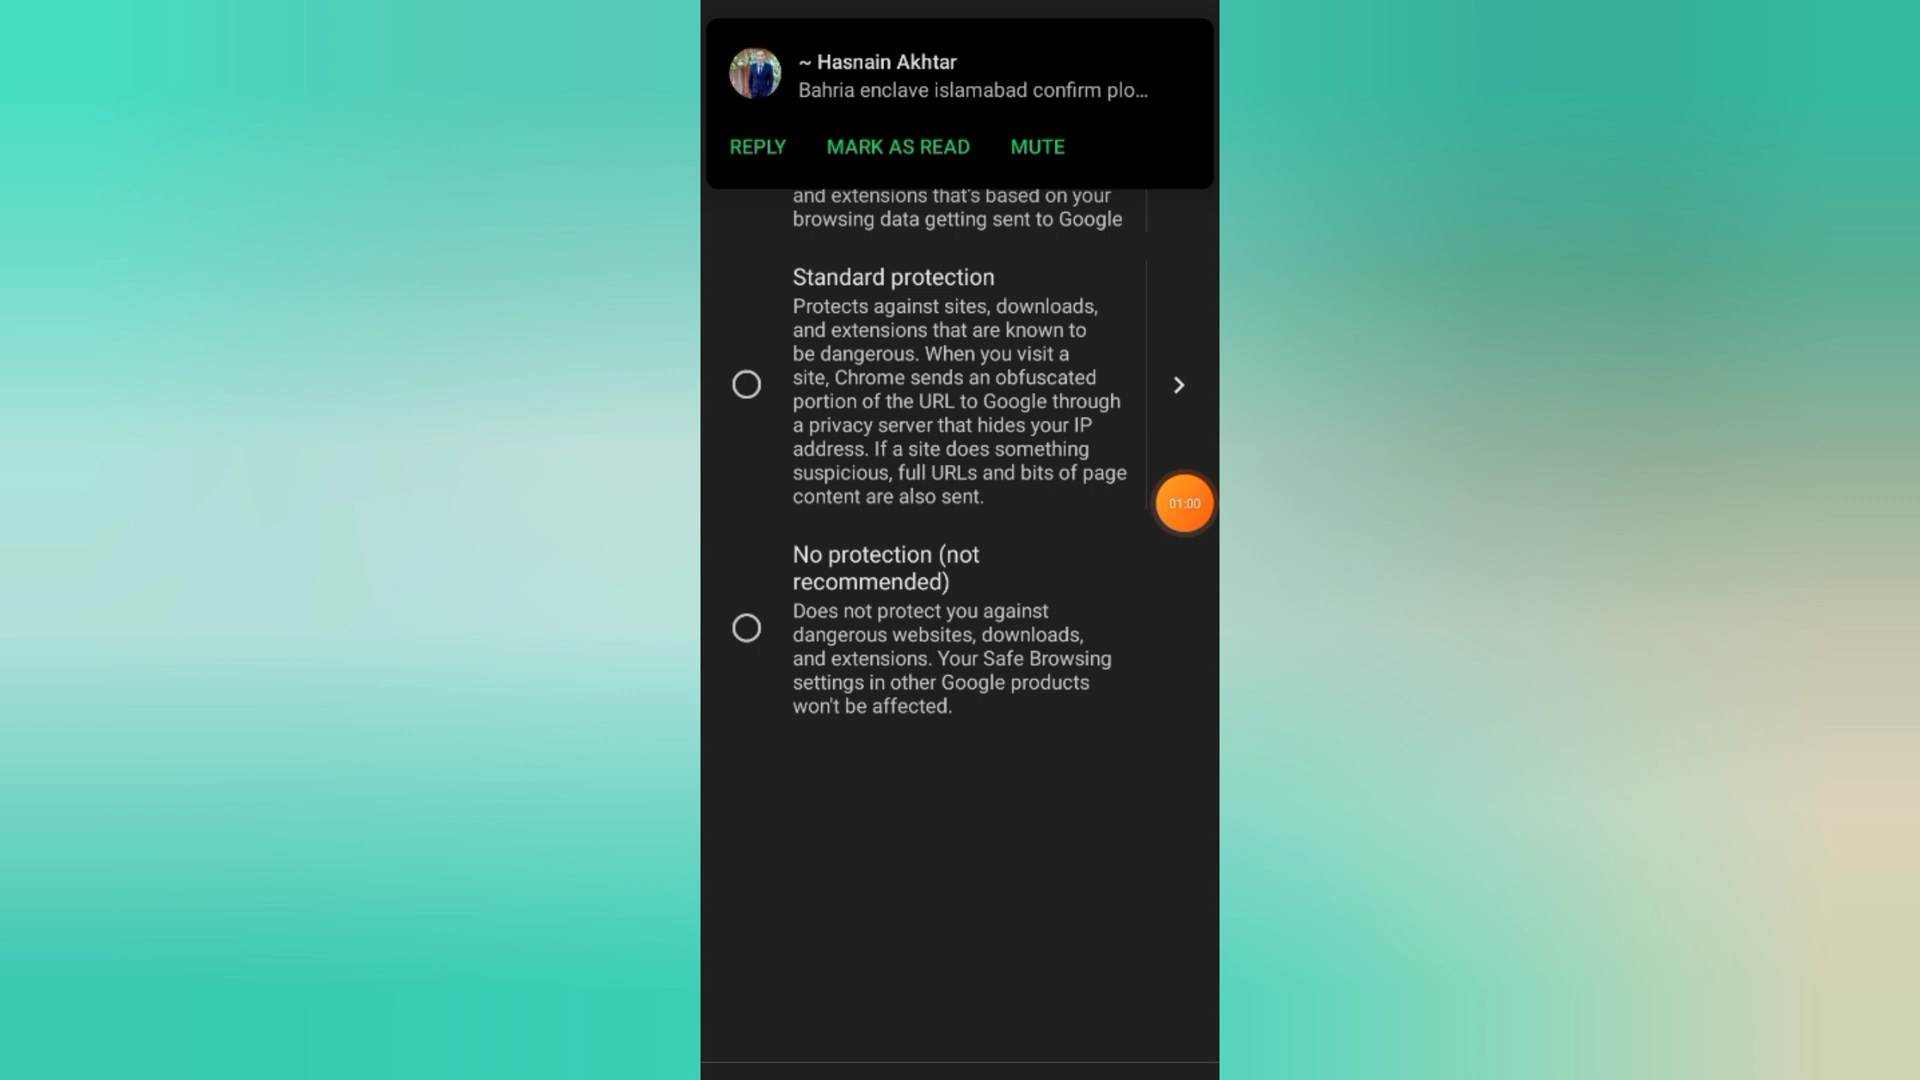 ~ Hasnain Akhtar
Bahria enclave islamabad confirm plo...
REPLY MARK AS READ MUTE
and extensions that's based on your
browsing data getting sent to Google
Standard protection
Protects against sites, downloads,
and extensions that are known to
be dangerous. When you visit a
site, Chrome sends an obfuscated
portion of the URL to Google through
a privacy server that hides your IP
address. If a site does something
suspicious, full URLs and bits of page
content are also sent.
01:00
No protection (not
recommended)
Does not protect you against
dangerous websites, downloads,
and extensions. Your Safe Browsing
settings in other Google products
won't be affected.